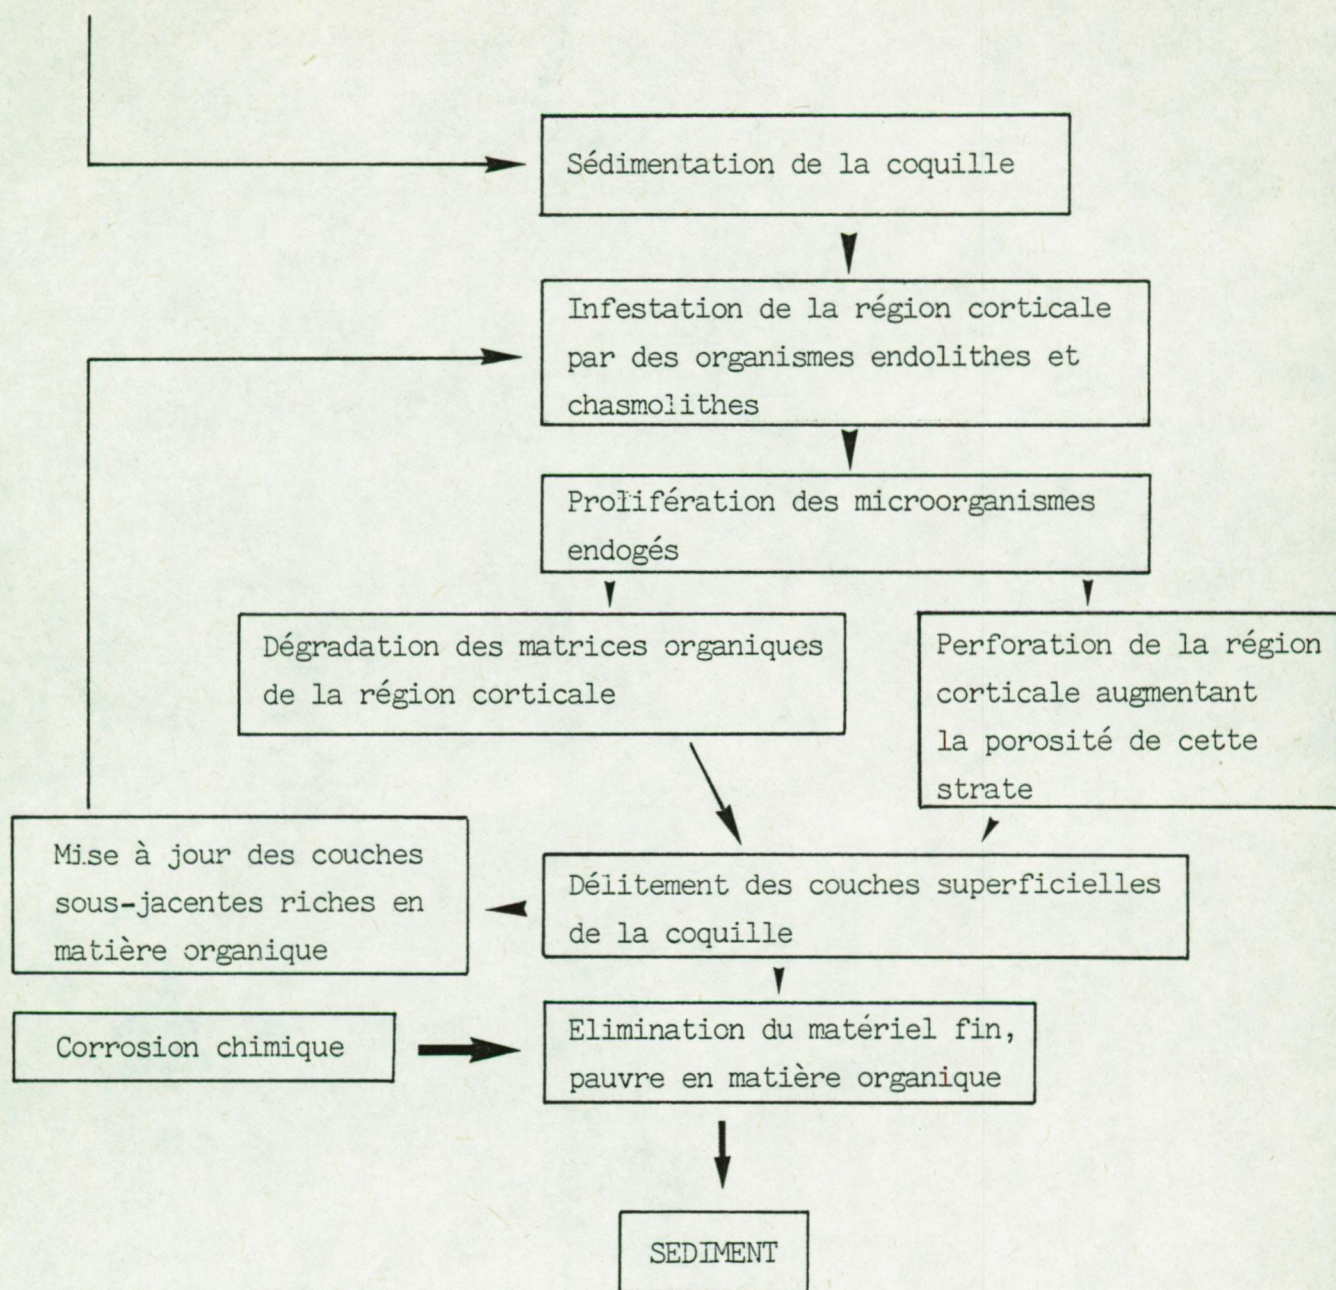 Sédimentation de la coquille
Infestation de la région corticale
par des organismes endolithes et
chasmolithes
Prolifération des microorganismes
endogés
Dégradation des matrices organiques
de la région corticale
Perforation de la région
corticale augmentant
la porosité de cette
strate
Mise à jour des couches
sous-jacentes riches en
matière organique
Délitement des couches superficielles
de la coquille
Corrosion chimique
Elimination du matériel fin,
pauvre en matière organique
SEDIMENT